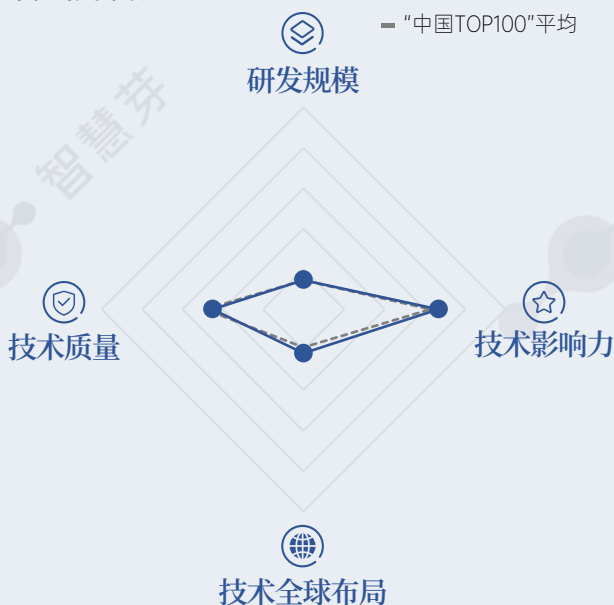 “中国TOP100”平均
研发规模
智慧芽
技术质量
技术影响力
技术全球布局